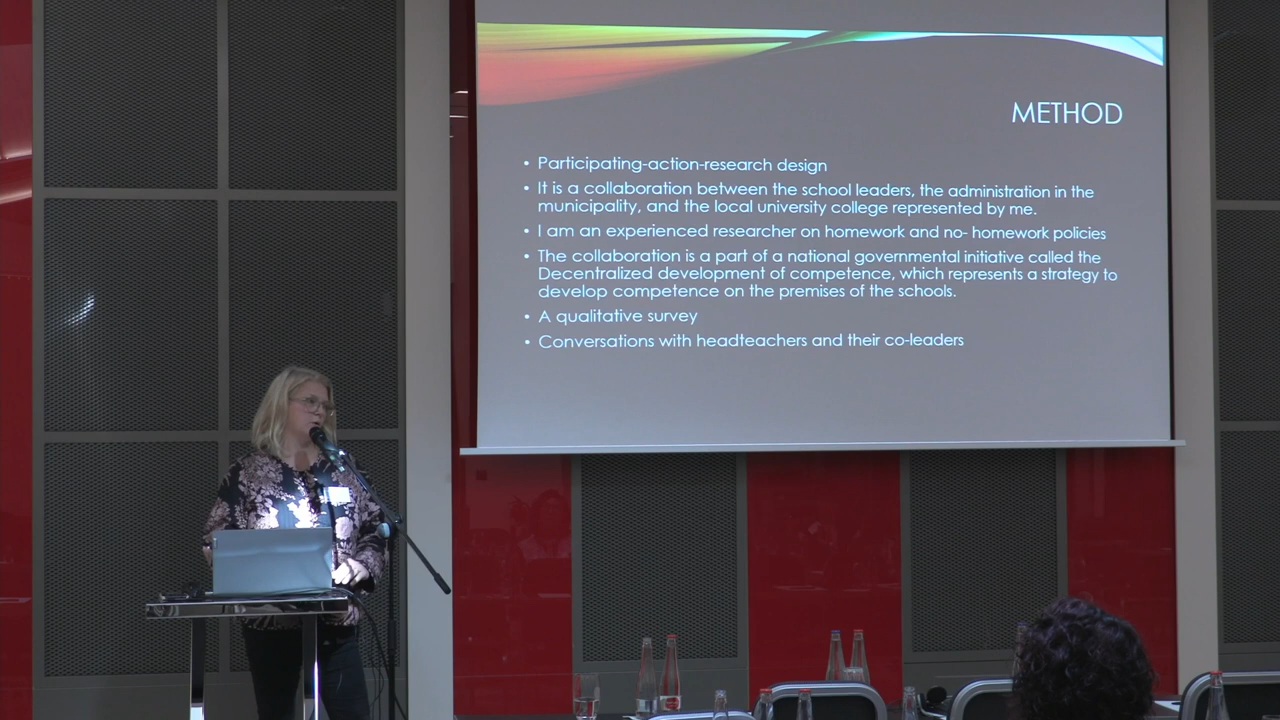 METHOD
• Participating-action-research design
• It is a collaboration between the school leaders, the administration in the
municipality, and the local university college represented by me.
• I am an experienced researcher on homework and no- homework policies
• The collaboration is a part of a national governmental initiative called the
Decentralized development of competence, which represents a strategy to
develop competence on the premises of the schools.
• A qualitative survey
• Conversations with headteachers and their co-leaders